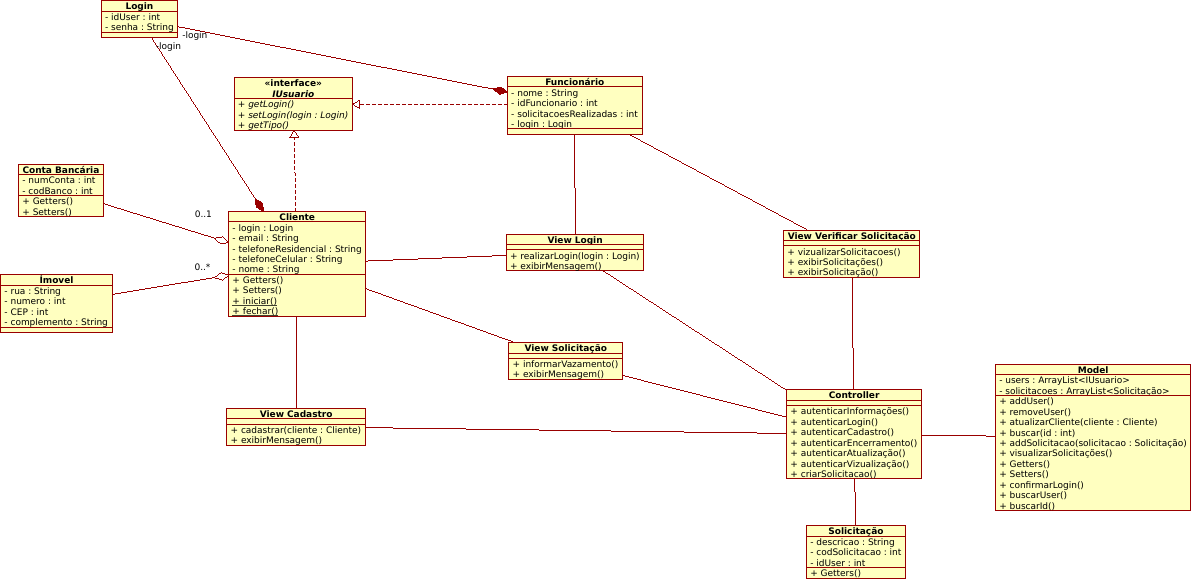 Login
- idUser : int
- senha : String
-login
-login
«interface»
IUsuario
+ getLogin()
+ setLogin(login : Login)
+ getTipo()
Funcionário
- nome : String
- idFuncionario : int
- solicitacoesRealizadas : int
- login : Login
Conta Bancária
- numConta : int
- codBanco : int
+ Getters()
+ Setters()
0..1
0..*
Cliente
- login : Login
- email : String
- telefoneResidencial : String
- telefoneCelular : String
- nome : String
+ Getters()
+ Setters()
+ iniciar()
+ fechar()
View Login
+ realizarLogin(login : Login)
+ exibirMensagem()
View Verificar Solicitação
+ vizualizarSolicitacoes()
+ exibirSolicitações()
+ exibirSolicitação()
Imovel
- rua : String
- numero : int
- CEP : int
- complemento : String
View Solicitação
+ informarVazamento()
+ exibirMensagem()
View Cadastro
+ cadastrar(cliente : Cliente)
+ exibirMensagem()
Controller
+ autenticarInformações()
+ autenticarLogin()
+ autenticarCadastro()
+ autenticarEncerramento()
+ autenticarAtualização()
+ autenticarVizualização()
+ criarSolicitacao()
Model
- users : ArrayList<IUsuario>
- solicitacoes : ArrayList<Solicitação>
+ addUser()
+ removeUser()
+ atualizarCliente(cliente : Cliente)
+ buscar(id : int)
+ addSolicitacao(solicitacao : Solicitação)
+ visualizarSolicitações()
+ Getters()
+ Setters()
+ confirmarLogin()
+ buscarUser()
+ buscarId()
Solicitação
- descricao : String
- codSolicitacao : int
- idUser : int
+ Getters()